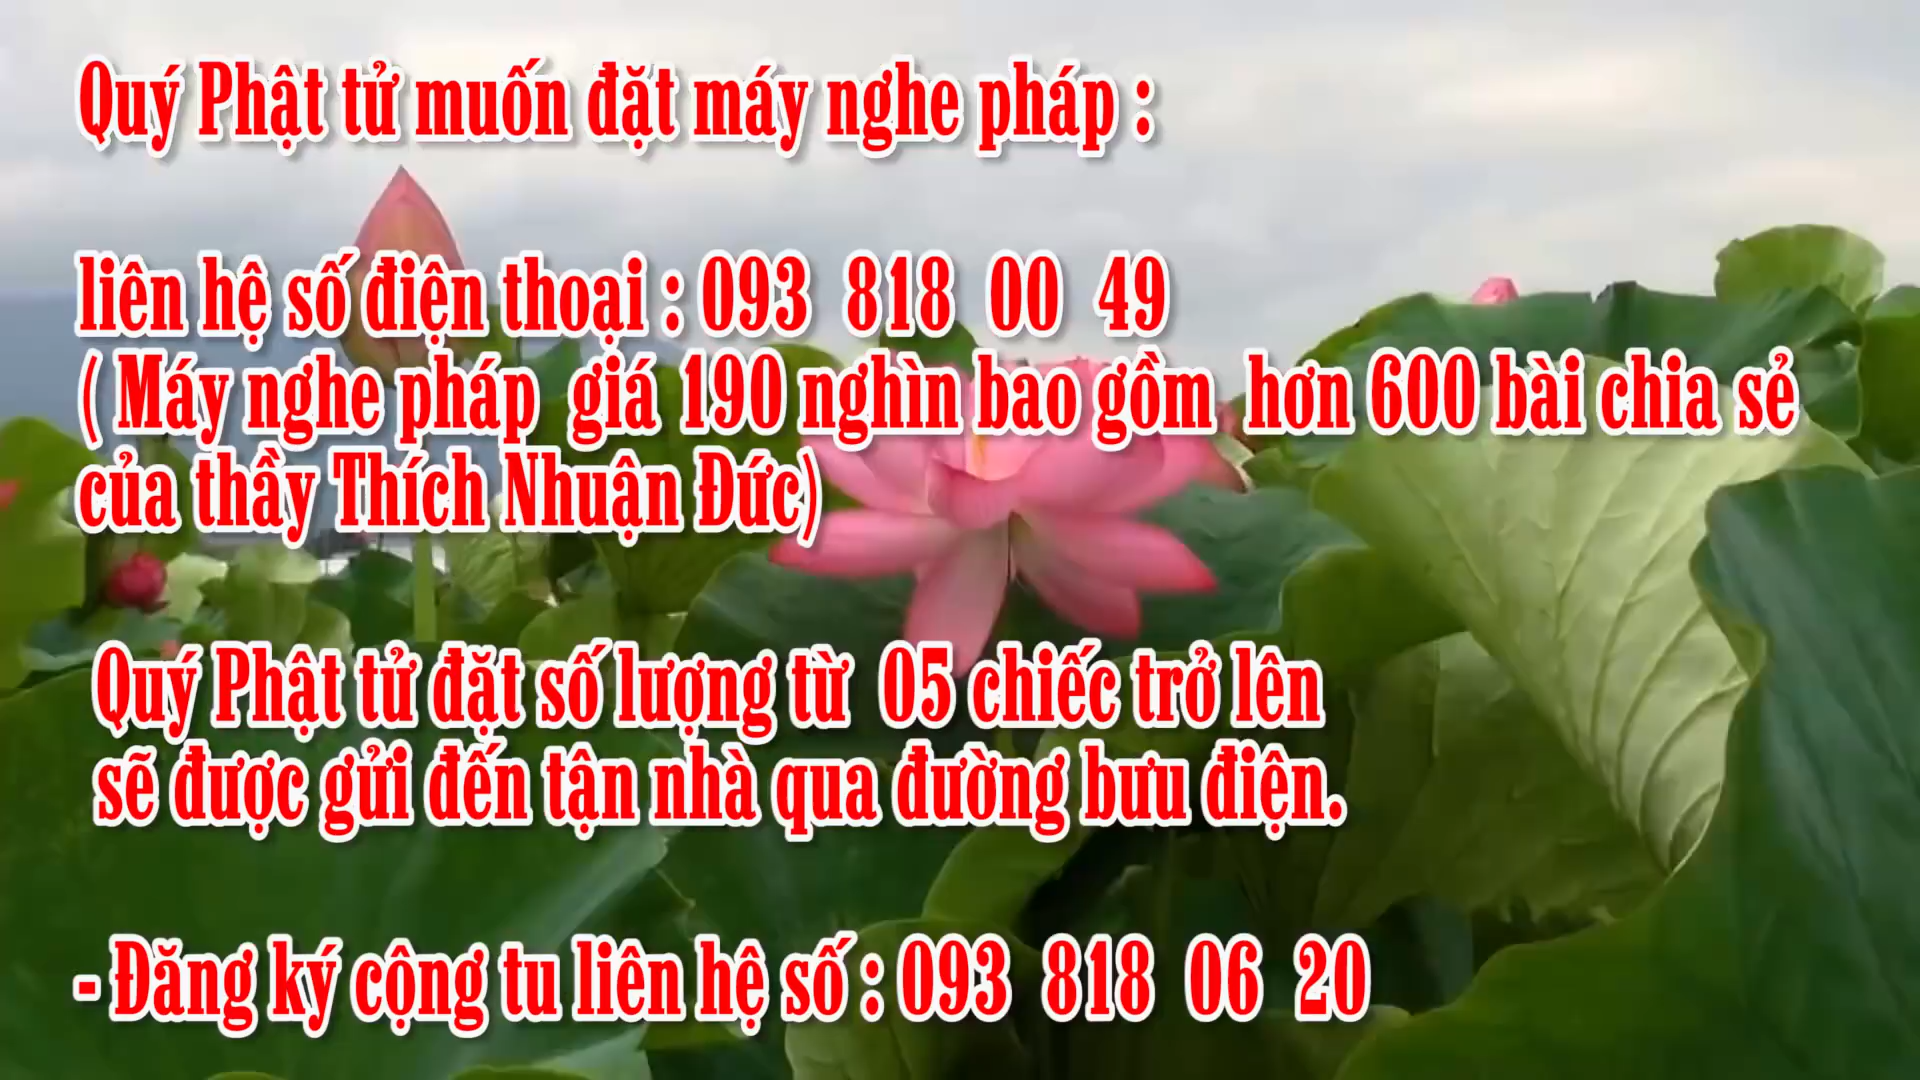 Quý Phật tử muốn đặt máy nghe pháp :
liên hệ số điện thoại : 093 818 00 49
( Máy nghe pháp giá 190 nghìn bao gồm hơn 600 bài chia sẻ
của thầy Thích Nhuận Đức)
Quý Phật tử đặt số lượng từ 05 chiếc trở lên
sẽ được gửi đến tận nhà qua đường bưu điện.
- Đăng ký cộng tu liên hệ số : 093 818 06 20